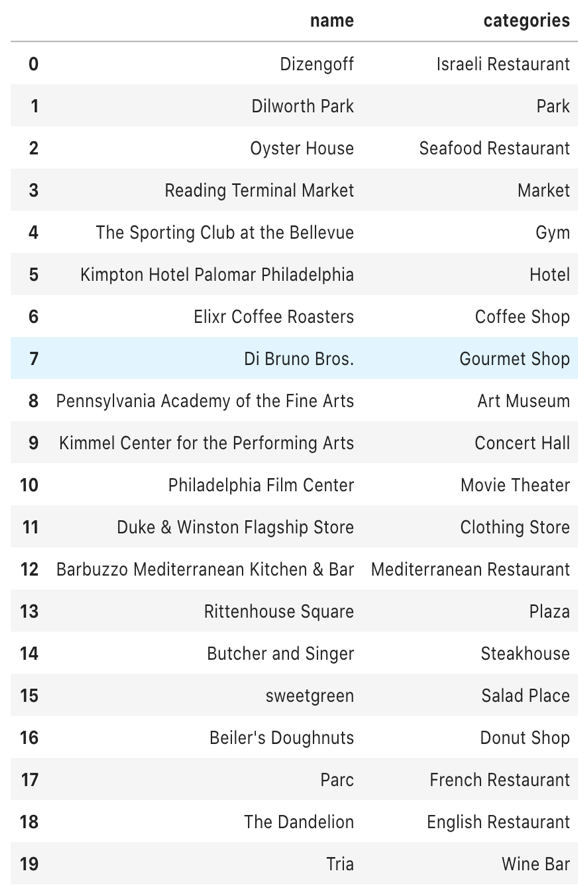 name categories
0 Dizengoff Israeli Restaurant
1 Dilworth Park Park
2 Oyster House Seafood Restaurant
3 Reading Terminal Market Market
4 The Sporting Club at the Bellevue Gym
5 Kimpton Hotel Palomar Philadelphia Hotel
6 Elixr Coffee Roasters Coffee Shop
7 Di Bruno Bros. Gourmet Shop
8 Pennsylvania Academy of the Fine Arts Art Museum
9 Kimmel Center for the Performing Arts Concert Hall
10 Philadelphia Film Center Movie Theater
11 Duke & Winston Flagship Store Clothing Store
12 Barbuzzo Mediterranean Kitchen & Bar Mediterranean Restaurant
13 Rittenhouse Square Plaza
14 Butcher and Singer Steakhouse
15 sweetgreen Salad Place
16 Beiler's Doughnuts Donut Shop
17 Parc French Restaurant
18 The Dandelion English Restaurant
19 Tria Wine Bar